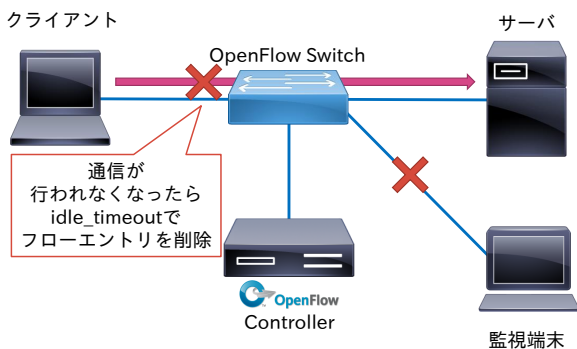 クライアント
サーバ
OpenFlow Switch
通信が
行われなくなったら
idle_timeoutで
フローエントリを削除
OpenFlow
Controller
監視端末